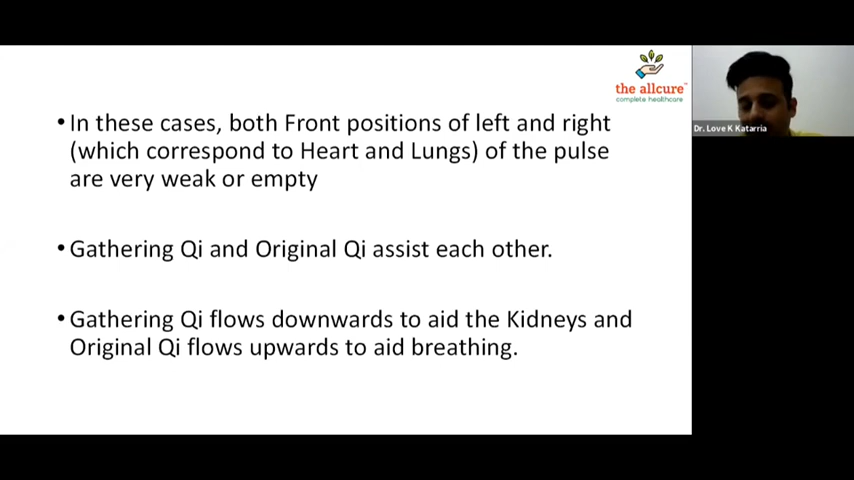 the allcure™
complete healthcare
Dr. Love K Katarria
• In these cases, both Front positions of left and right
(which correspond to Heart and Lungs) of the pulse
are very weak or empty
• Gathering Qi and Original Qi assist each other.
• Gathering Qi flows downwards to aid the Kidneys and
Original Qi flows upwards to aid breathing.